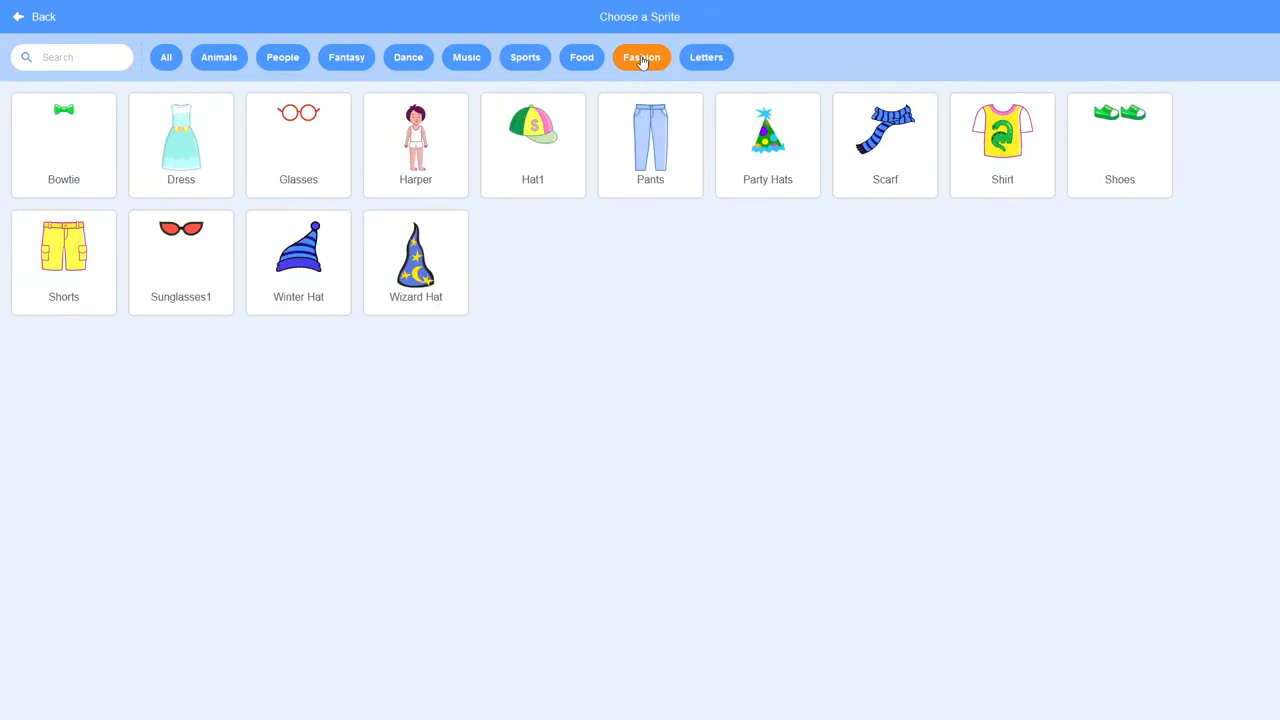 Back
Choose a Sprite
Search
All
Animals
People
Fantasy
Dance
Music
Sports
Food
Fashion
Letters
$
Bowtie
Dress
Glasses
Harper
Hat1
Pants
Party Hats
Scarf
Shirt
Shoes
Shorts
Sunglasses1
Winter Hat
Wizard Hat